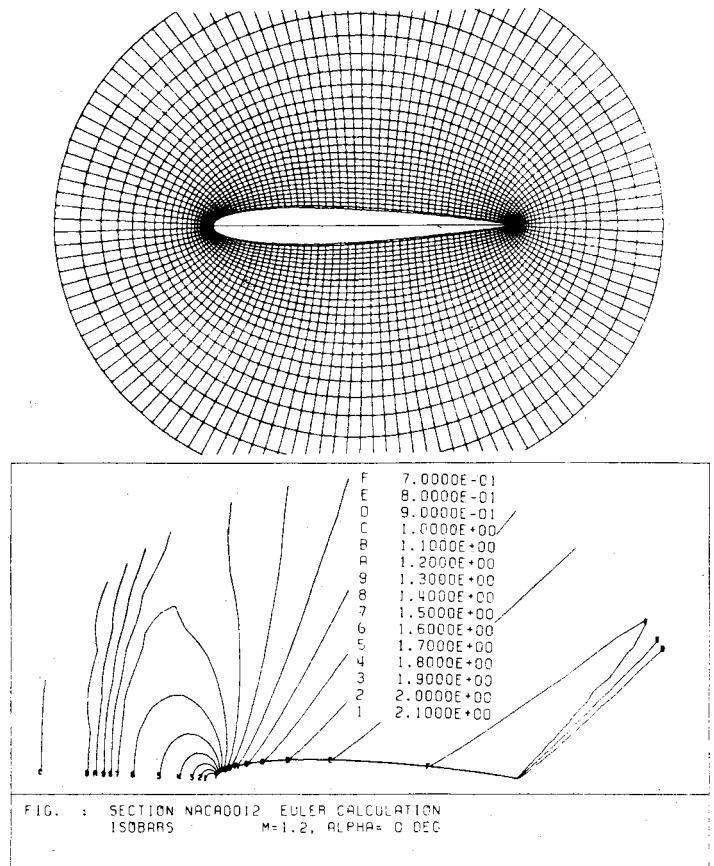 F 7.0000E-01
E 8.0000E-01
D 9.0000E-01
C 1.0000E+00
B 1.1000E+00
A 1.2000E+00
9 1.3000E+00
8 1.4000E+00
7 1.5000E+00
6 1.6000E+00
5 1.7000E+00
4 1.8000E+00
3 1.9000E+00
2 2.0000E+00
1 2.1000E+00
FIG. : SECTION NACA0012 EULER CALCULATION
ISOBARS M=1.2, ALPHA= 0 DEG